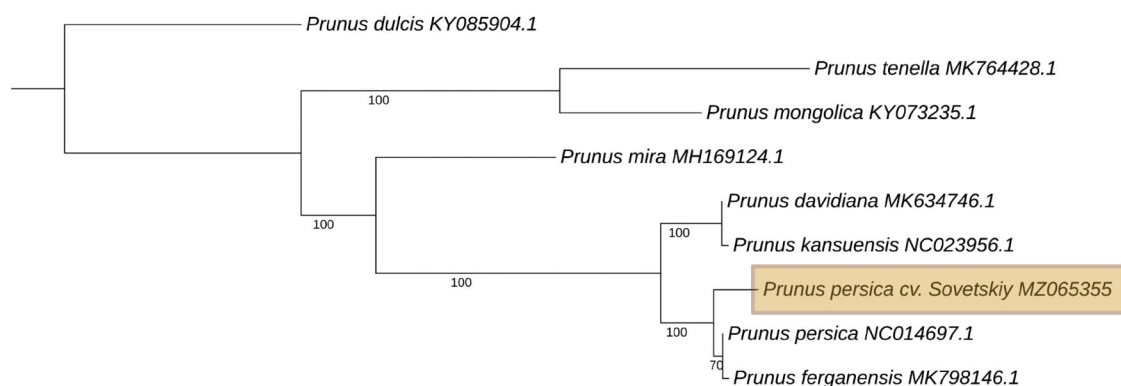 Prunus dulcis KY085904.1
Prunus tenella MK764428.1
100
Prunus mongolica KY073235.1
Prunus mira MH169124.1
Prunus davidiana MK634746.1
100
100
Prunus kansuensis NC023956.1
100
Prunus persica cv. Sovetskiy MZ065355
100
Prunus persica NC014697.1
70
Prunus ferganensis MK798146.1